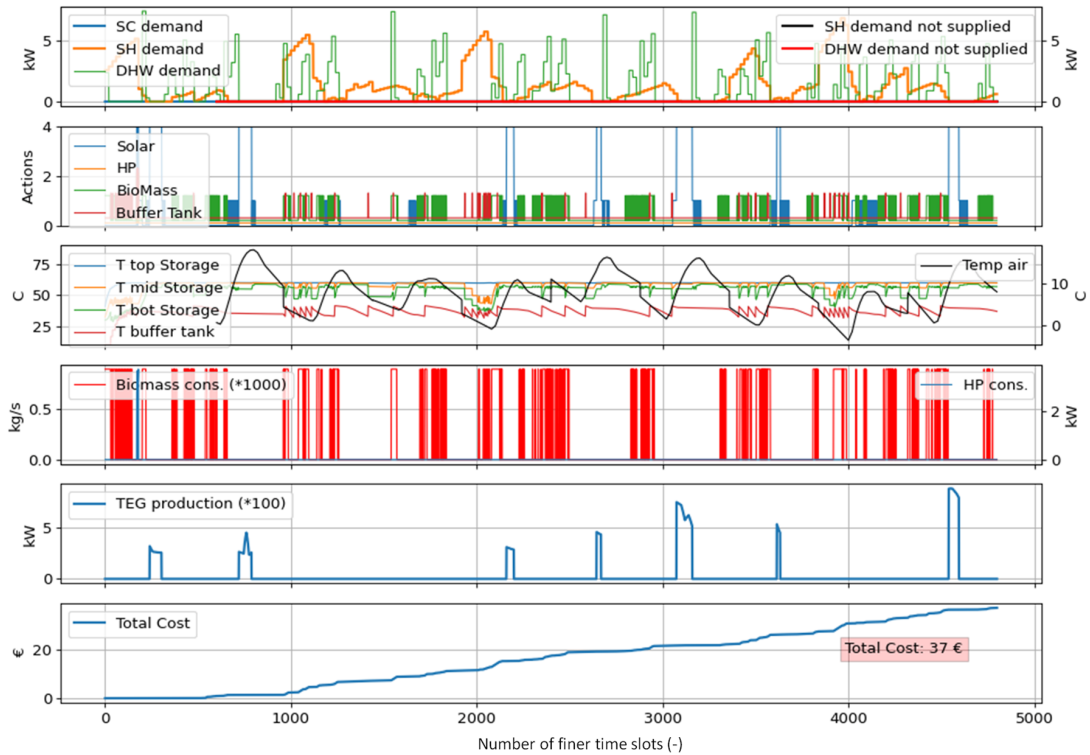 SC demand
SH demand
DHW demand
SH demand not supplied
DHW demand not supplied
kW
5
0
5
0
kW
Solar
HP
BioMass
Buffer Tank
Actions
4
2
0
T top Storage
T mid Storage
T bot Storage
T buffer tank
Temp air
C
75
50
25
10
0
C
Biomass cons. (*1000)
HP cons.
kg/s
0.5
0.0
2
0
kW
TEG production (*100)
kW
5
0
Total Cost
€
20
0
Total Cost: 37 €
0 1000 2000 3000 4000 5000
Number of finer time slots (-)